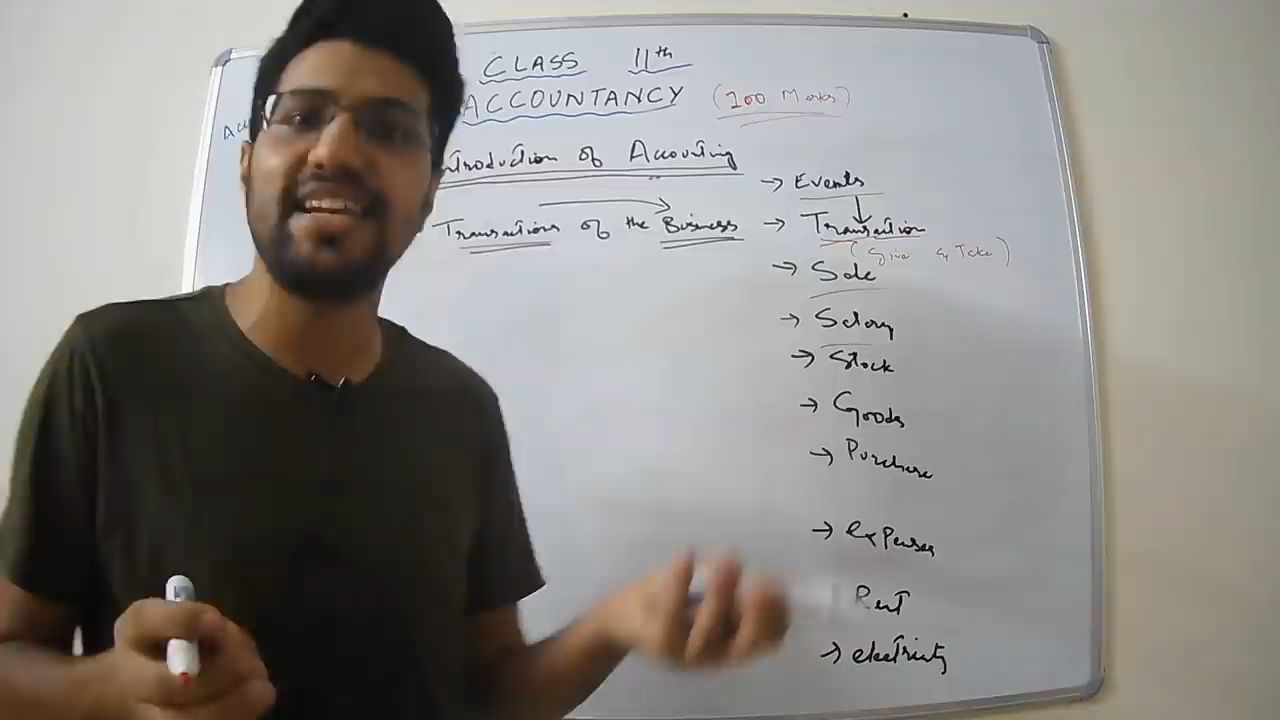 CLASS 11th
ACCOUNTANCY (100 Marks)
ntroduction of Accounting
Transactions of the Business
→ Events
→ Transaction
(Give & Take)
→ Sale
→ Salary
→ Stock
→ Goods
→ Purchase
→ exPenses
Rent
→ electricity